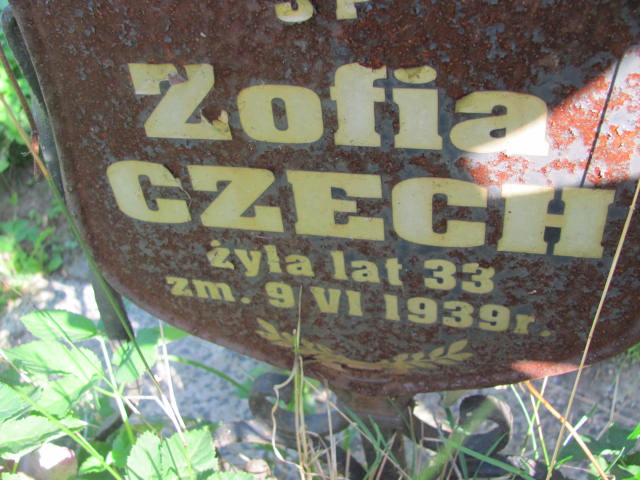 Ś P
Zofia
CZECH
żyła lat 33
zm. 9 VI 1939r.